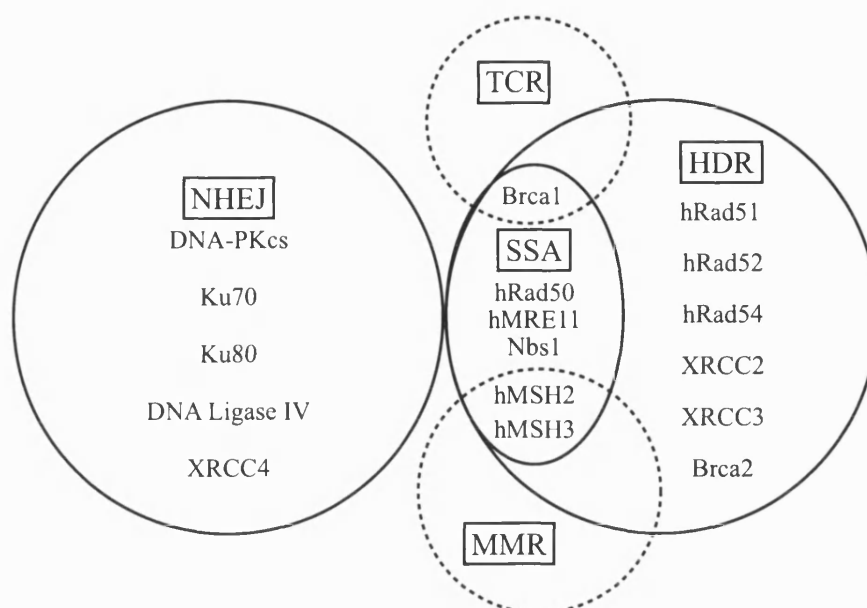 TCR
NHEJ
DNA-PKcs
Ku70
Ku80
DNA Ligase IV
XRCC4
Brca1
SSA
hRad50
hMRE11
Nbs1
hMSH2
hMSH3
HDR
hRad51
hRad52
hRad54
XRCC2
XRCC3
Brca2
MMR